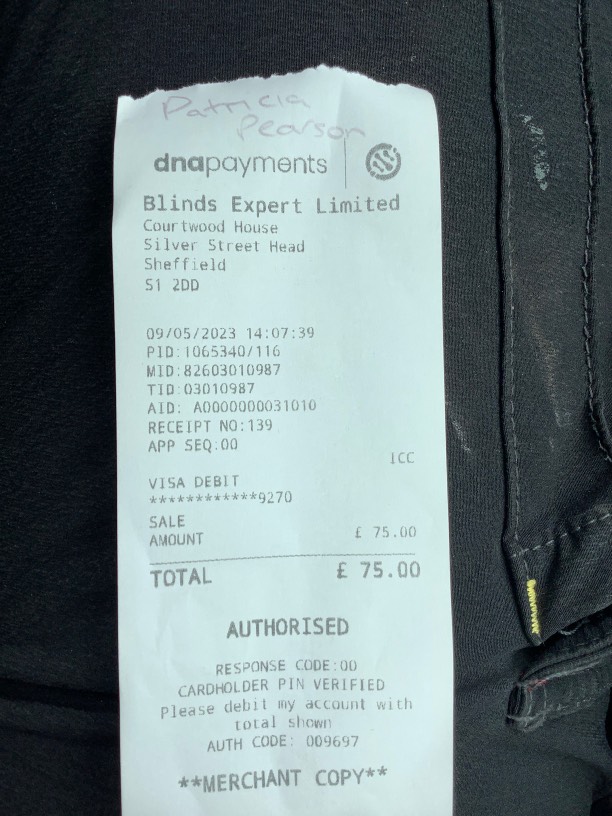 Patricia
Pearson
dnapayments
Blinds Expert Limited
Courtwood House
Silver Street Head
Sheffield
S1 2DD
09/05/2023 14:07:39
PID:1065340/116
MID:82603010987
TID:03010987
AID: A0000000031010
RECEIPT NO:139
APP SEQ:00
ICC
VISA DEBIT
************9270
SALE
AMOUNT £ 75.00
TOTAL £ 75.00
AUTHORISED
RESPONSE CODE:00
CARDHOLDER PIN VERIFIED
Please debit my account with
total shown
AUTH CODE: 009697
**MERCHANT COPY**